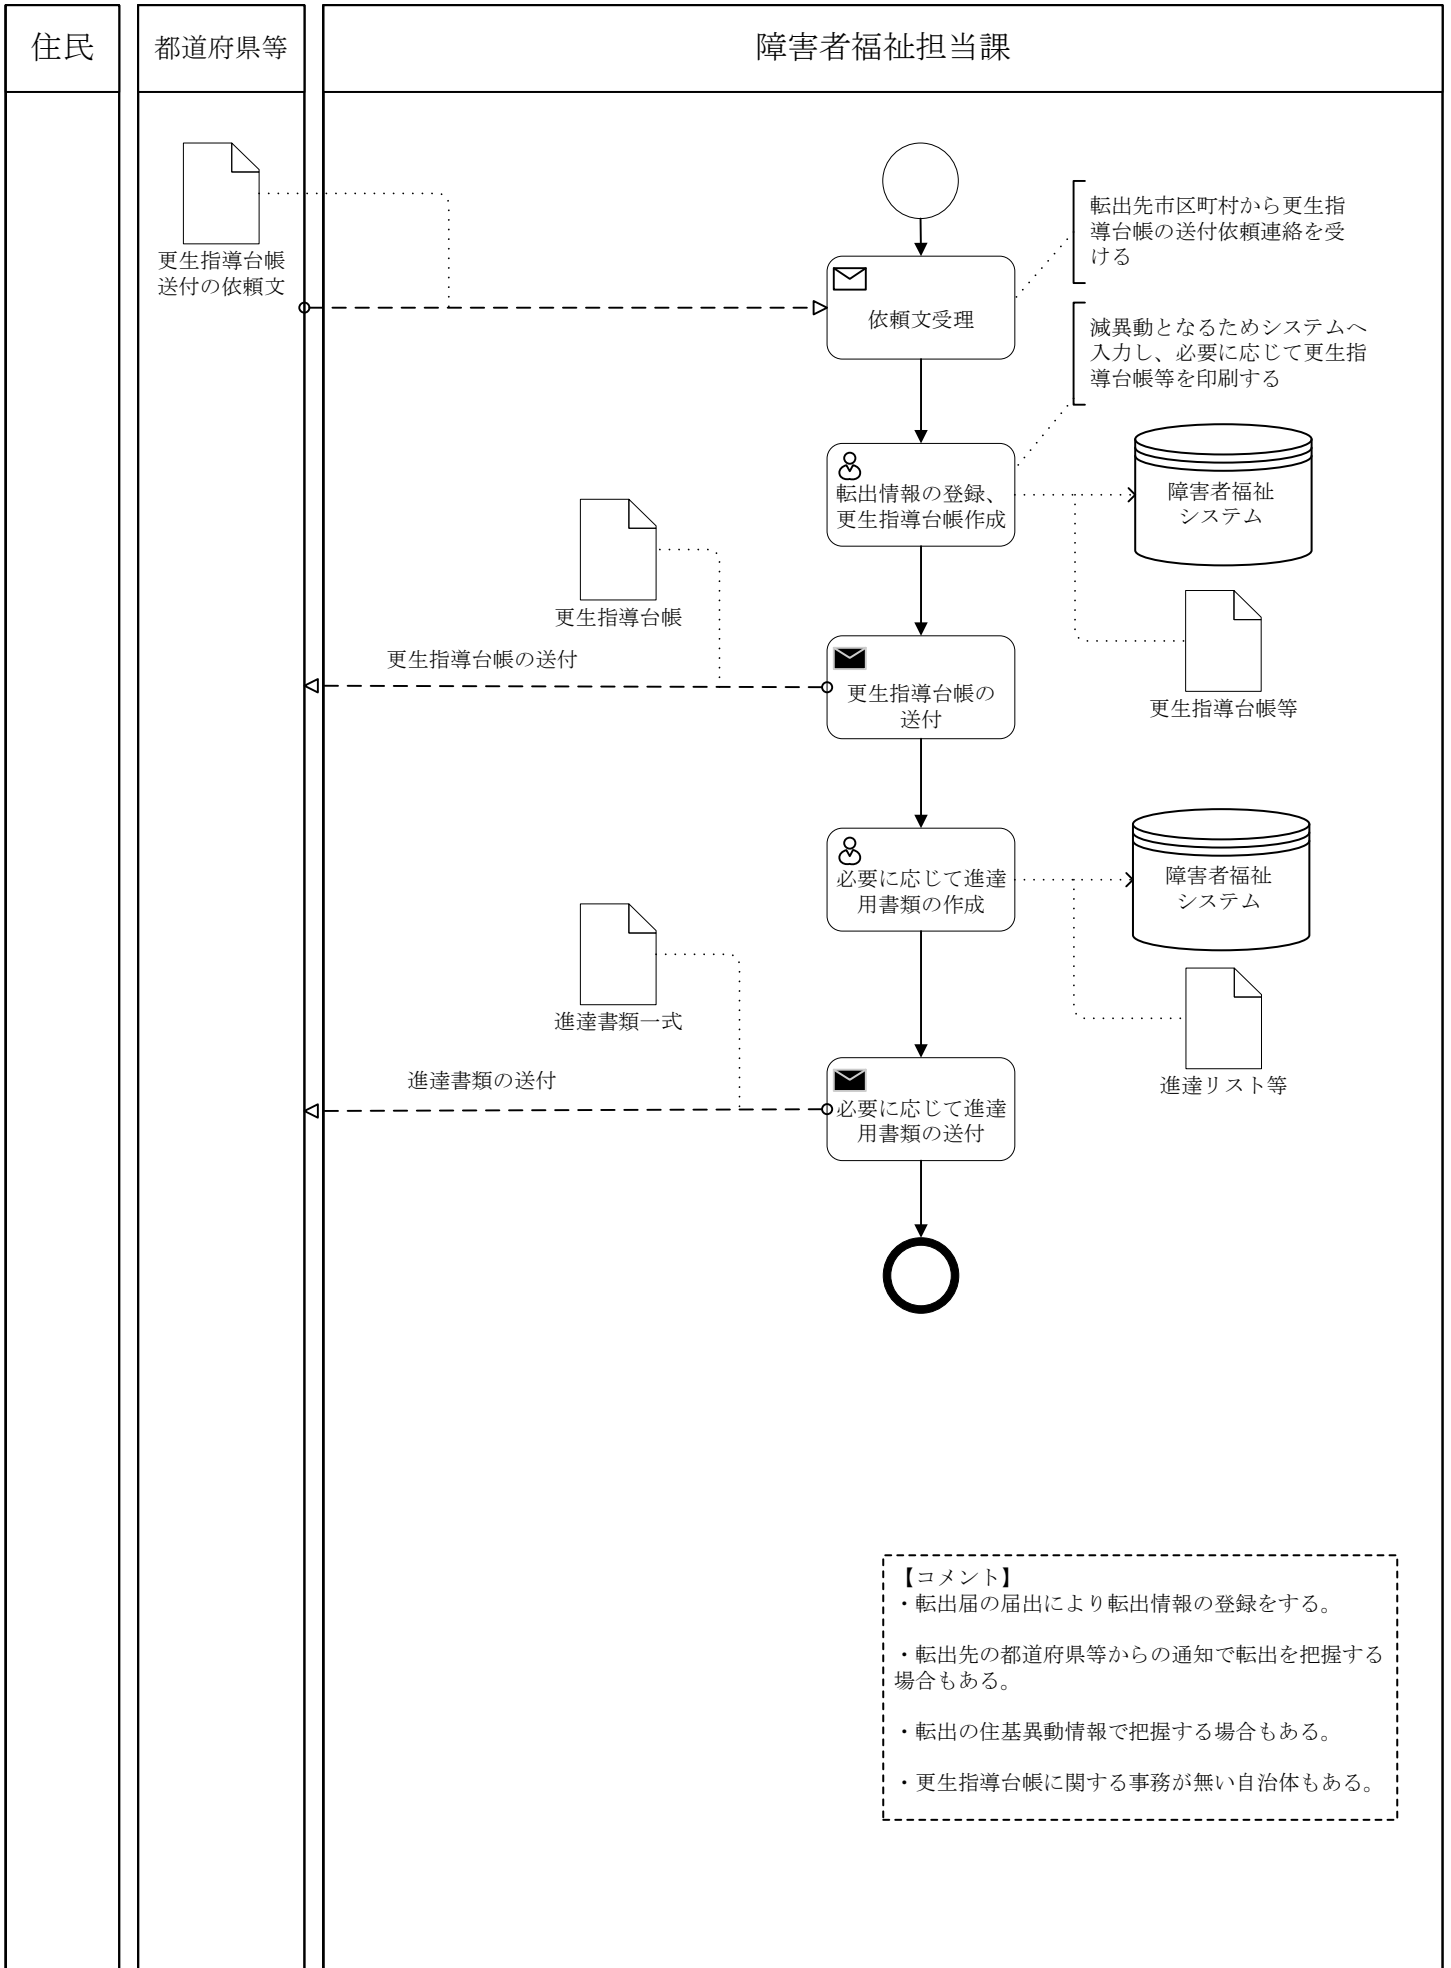 住民
都道府県等
障害者福祉担当課
更生指導台帳
送付の依頼文
転出先市区町村から更生指
導台帳の送付依頼連絡を受
ける
依頼文受理
減異動となるためシステムへ
入力し、必要に応じて更生指
導台帳等を印刷する
転出情報の登録、
更生指導台帳作成
障害者福祉
システム
更生指導台帳
更生指導台帳等
更生指導台帳の送付
更生指導台帳の
送付
必要に応じて進達
用書類の作成
障害者福祉
システム
進達書類一式
進達リスト等
進達書類の送付
必要に応じて進達
用書類の送付
【コメント】
・転出届の届出により転出情報の登録をする。
・転出先の都道府県等からの通知で転出を把握する
場合もある。
・転出の住基異動情報で把握する場合もある。
・更生指導台帳に関する事務が無い自治体もある。